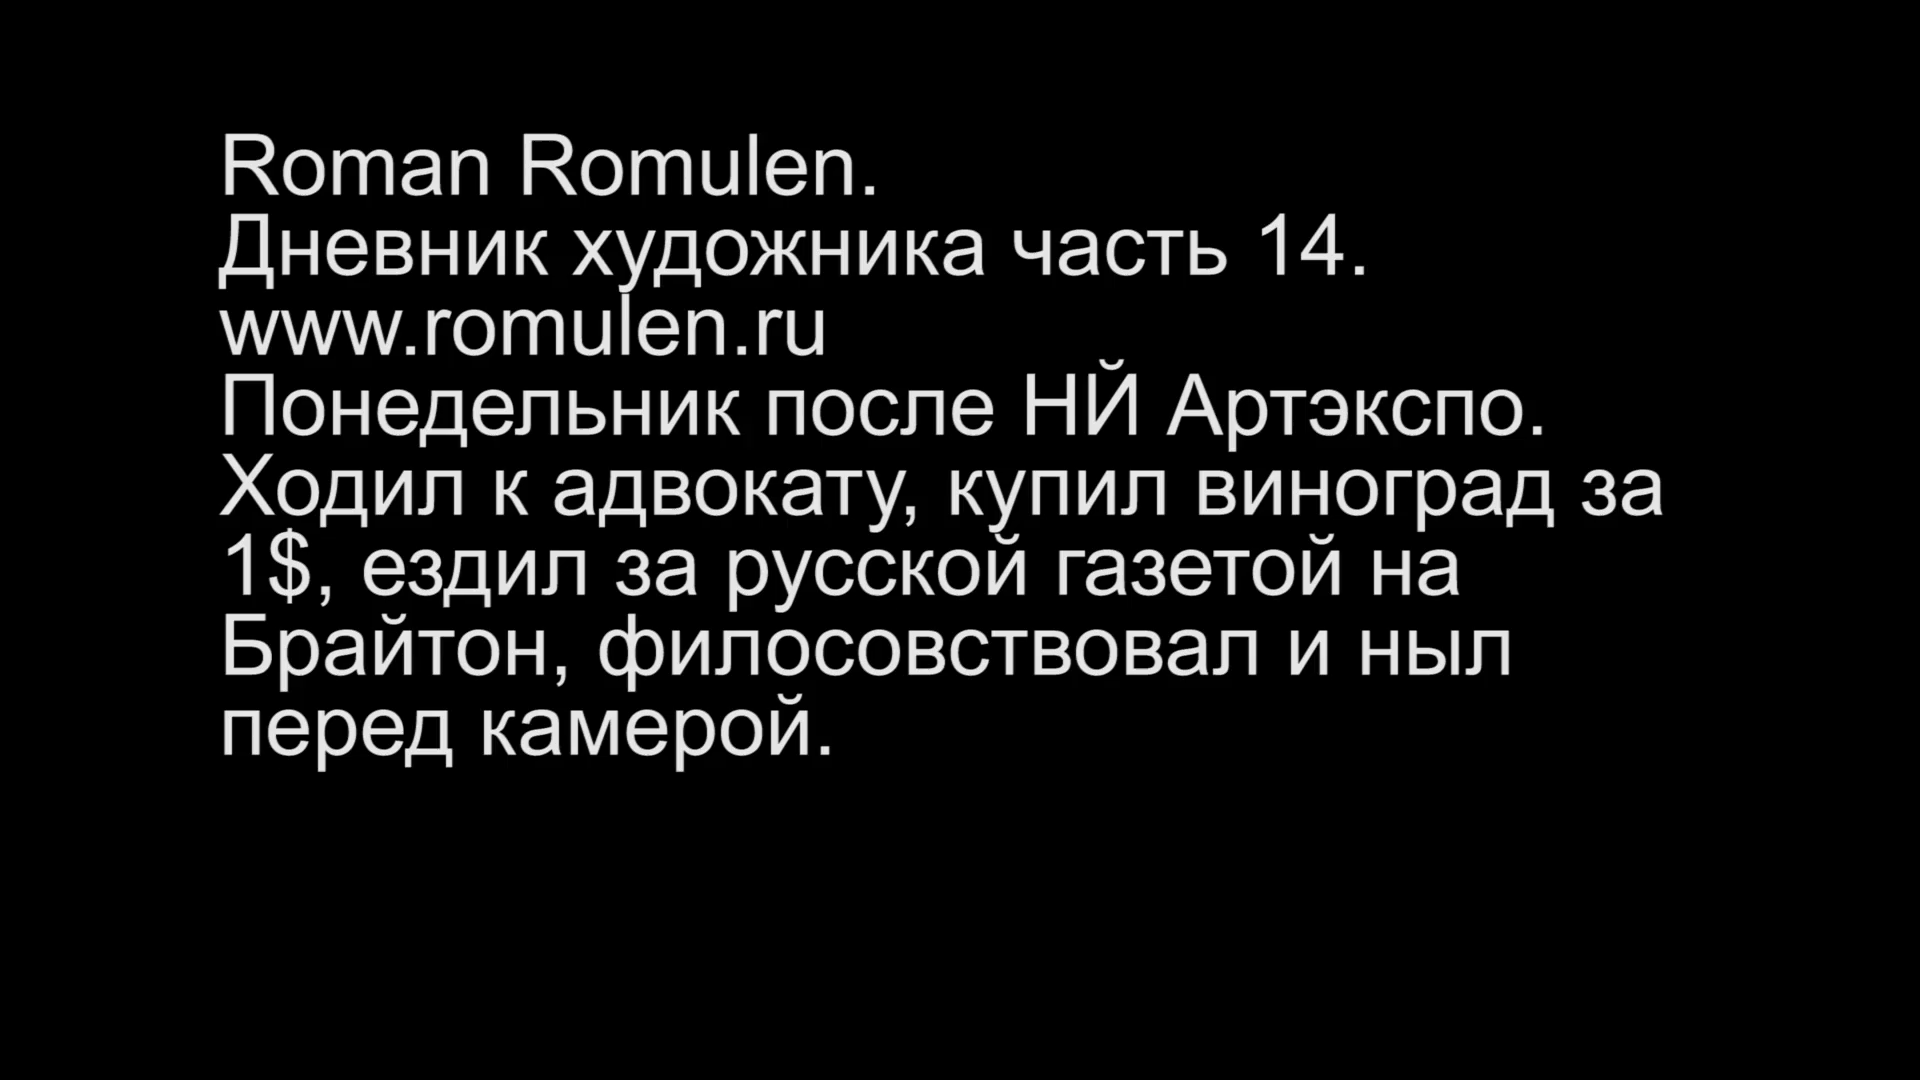 Roman Romulen.
Дневник художника часть 14.
www.romulen.ru
Понедельник после НЙ Артэкспо.
Ходил к адвокату, купил виноград за
1$, ездил за русской газетой на
Брайтон, филосовствовал и ныл
перед камерой.